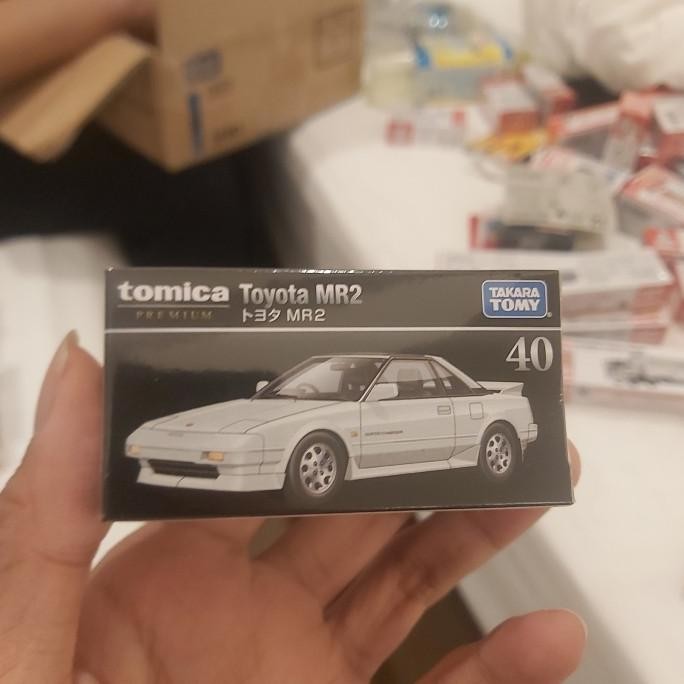 tomica Toyota MR2
PREMIUM トヨタ MR2
TAKARA
TOMY
40